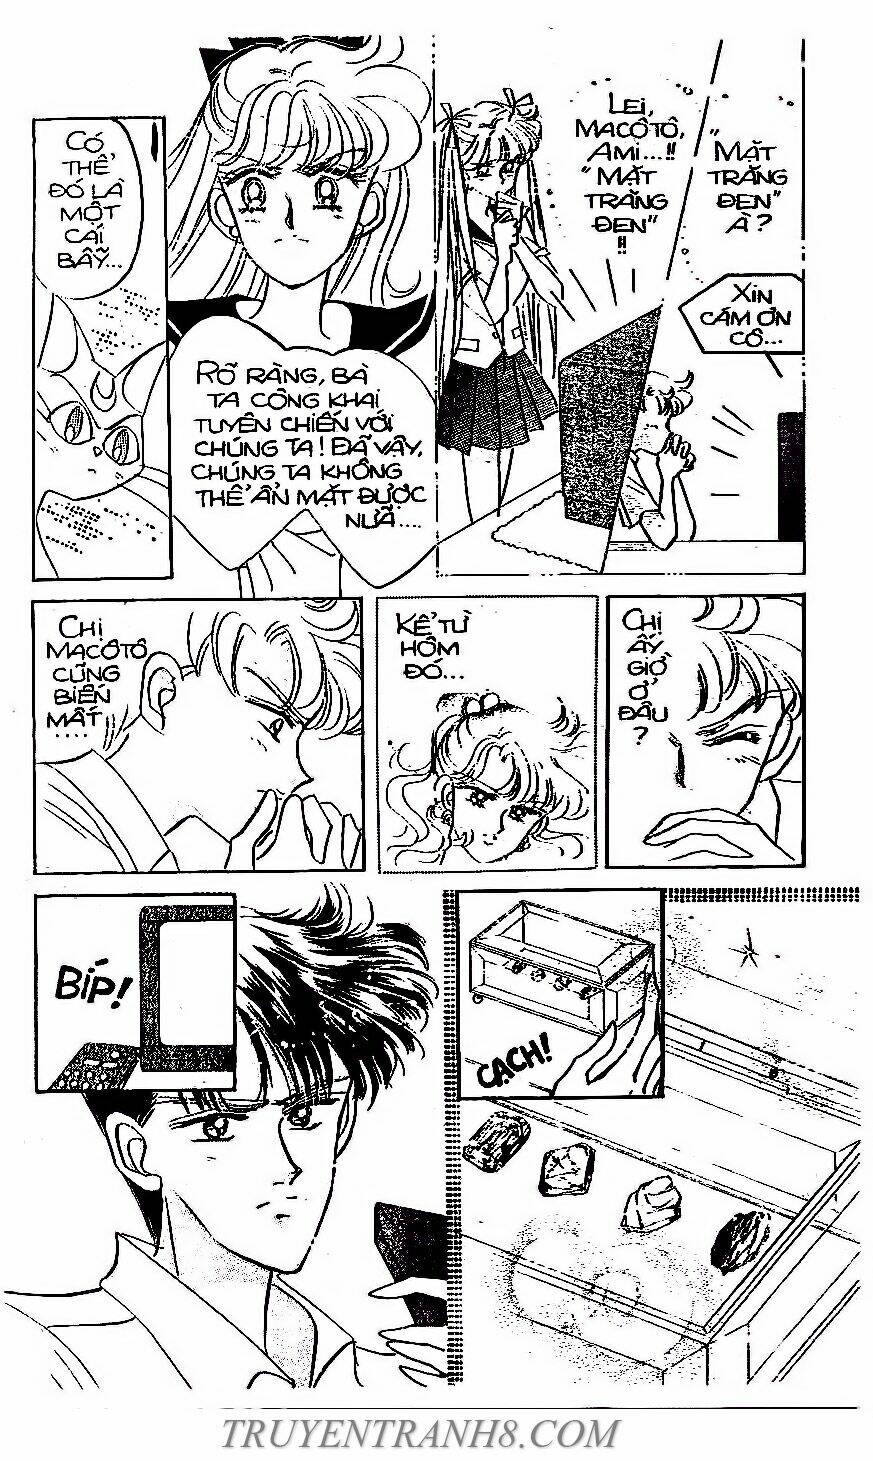 "MẶT
TRĂNG
ĐEN"
À?
XIN
CÁM ƠN
CÔ...
LEI,
MACÔTÔ,
AMI...!!
"MẶT
TRĂNG
ĐEN"
!!
RÕ RÀNG, BÀ
TA CÔNG KHAI
TUYÊN CHIẾN VỚI
CHÚNG TA! ĐÃ VẬY,
CHÚNG TA KHÔNG
THỂ ẨN MẶT ĐƯỢC
NỮA....
CÓ
THỂ
ĐÓ LÀ
MỘT
CÁI
BẪY...
CHỊ
ẤY
GIỜ
Ở
ĐÂU
?
KỂ TỪ
HÔM
ĐÓ...
CHỊ
MACÔTÔ
CŨNG
BIẾN
MẤT
....
CẠCH!
BÍP!
TRUYENTRANH8.COM